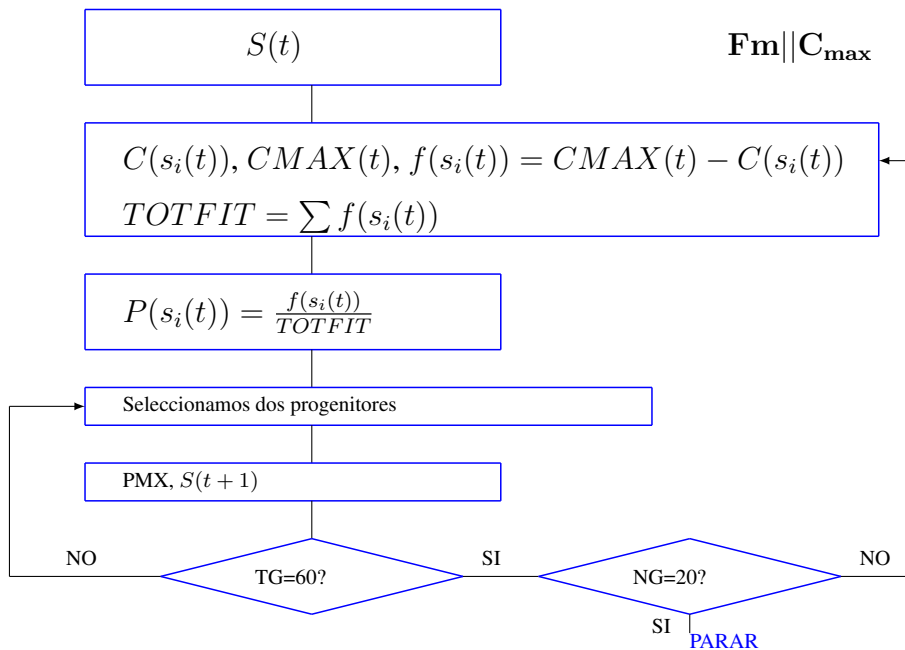 S(t)
Fm||C_max
C(s_i(t)), CMAX(t), f(s_i(t)) = CMAX(t) − C(s_i(t))
TOTFIT = ∑ f(s_i(t))
P(s_i(t)) = f(s_i(t)) / TOTFIT
Seleccionamos dos progenitores
PMX, S(t + 1)
NO
TG=60?
SI
NG=20?
NO
SI
PARAR